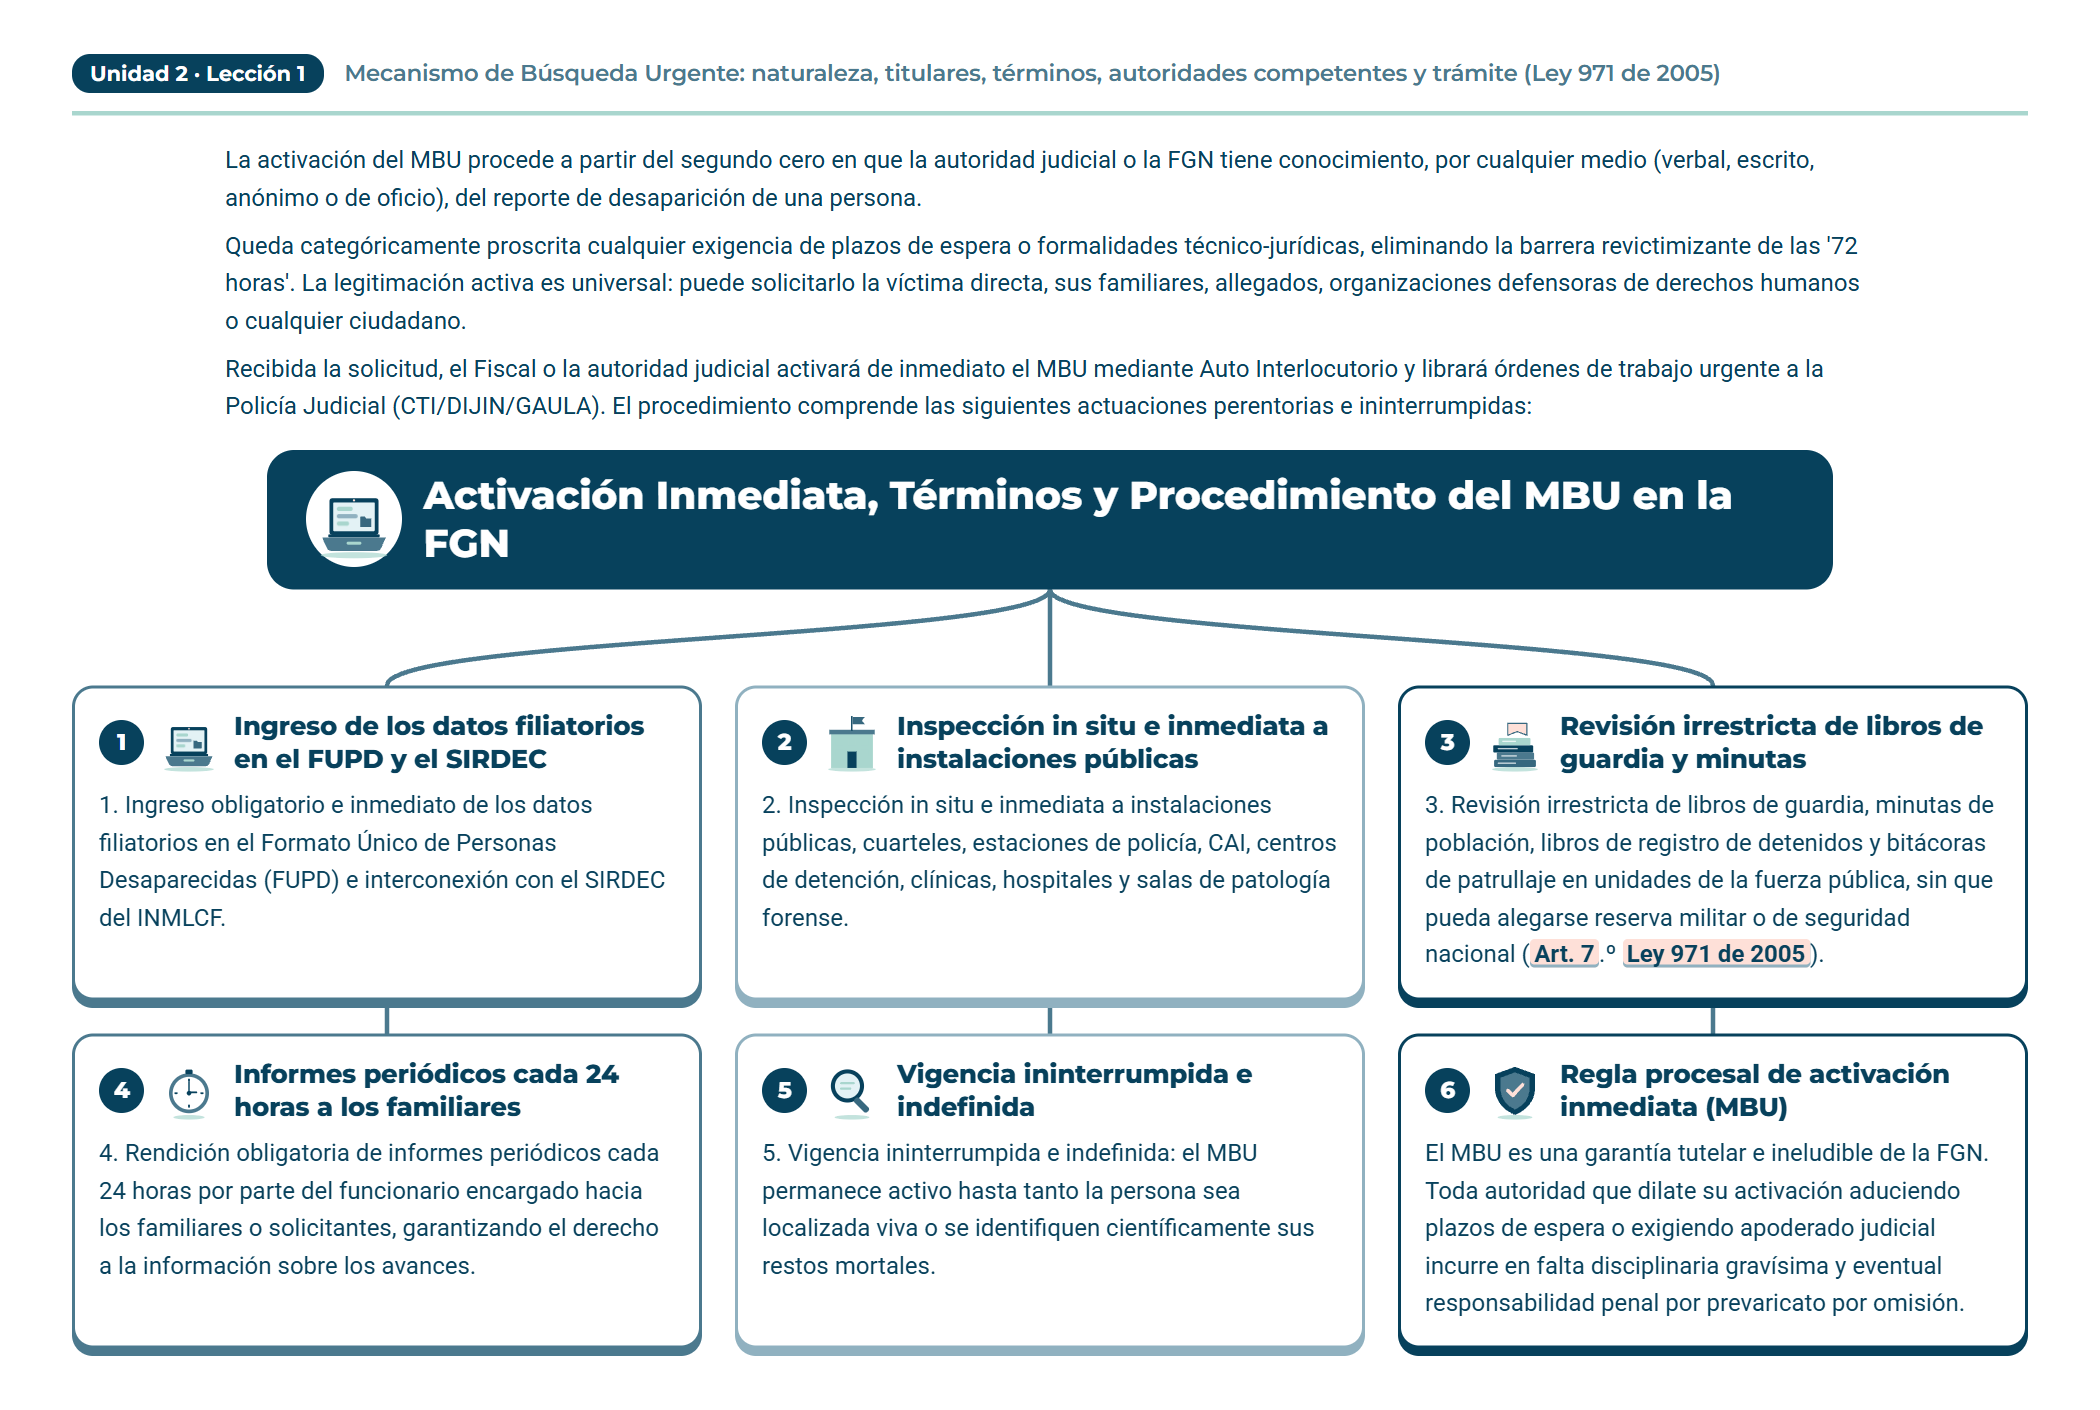 Unidad 2 · Lección 1
Mecanismo de Búsqueda Urgente: naturaleza, titulares, términos, autoridades competentes y trámite (Ley 971 de 2005)
La activación del MBU procede a partir del segundo cero en que la autoridad judicial o la FGN tiene conocimiento, por cualquier medio (verbal, escrito,
anónimo o de oficio), del reporte de desaparición de una persona.
Queda categóricamente proscrita cualquier exigencia de plazos de espera o formalidades técnico-jurídicas, eliminando la barrera revictimizante de las '72
horas'. La legitimación activa es universal: puede solicitarlo la víctima directa, sus familiares, allegados, organizaciones defensoras de derechos humanos
o cualquier ciudadano.
Recibida la solicitud, el Fiscal o la autoridad judicial activará de inmediato el MBU mediante Auto Interlocutorio y librará órdenes de trabajo urgente a la
Policía Judicial (CTI/DIJIN/GAULA). El procedimiento comprende las siguientes actuaciones perentorias e ininterrumpidas:
Activación Inmediata, Términos y Procedimiento del MBU en la
FGN
1
Ingreso de los datos filiatorios
en el FUPD y el SIRDEC
1. Ingreso obligatorio e inmediato de los datos
filiatorios en el Formato Único de Personas
Desaparecidas (FUPD) e interconexión con el SIRDEC
del INMLCF.
2
Inspección in situ e inmediata a
instalaciones públicas
2. Inspección in situ e inmediata a instalaciones
públicas, cuarteles, estaciones de policía, CAI, centros
de detención, clínicas, hospitales y salas de patología
forense.
3
Revisión irrestricta de libros de
guardia y minutas
3. Revisión irrestricta de libros de guardia, minutas de
población, libros de registro de detenidos y bitácoras
de patrullaje en unidades de la fuerza pública, sin que
pueda alegarse reserva militar o de seguridad
nacional (Art. 7.º Ley 971 de 2005).
4
Informes periódicos cada 24
horas a los familiares
4. Rendición obligatoria de informes periódicos cada
24 horas por parte del funcionario encargado hacia
los familiares o solicitantes, garantizando el derecho
a la información sobre los avances.
5
Vigencia ininterrumpida e
indefinida
5. Vigencia ininterrumpida e indefinida: el MBU
permanece activo hasta tanto la persona sea
localizada viva o se identifiquen científicamente sus
restos mortales.
6
Regla procesal de activación
inmediata (MBU)
El MBU es una garantía tutelar e ineludible de la FGN.
Toda autoridad que dilate su activación aduciendo
plazos de espera o exigiendo apoderado judicial
incurre en falta disciplinaria gravísima y eventual
responsabilidad penal por prevaricato por omisión.